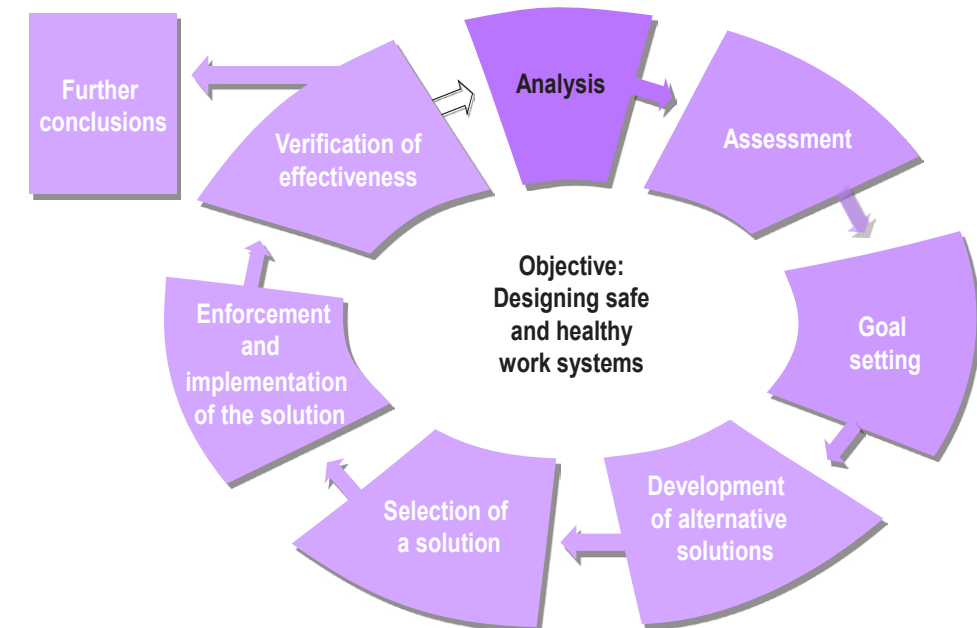 Analysis
Assessment
Goal
setting
Development
of alternative
solutions
Selection of
a solution
Enforcement
and
implementation
of the solution
Verification of
effectiveness
Further
conclusions
Objective:
Designing safe
and healthy
work systems